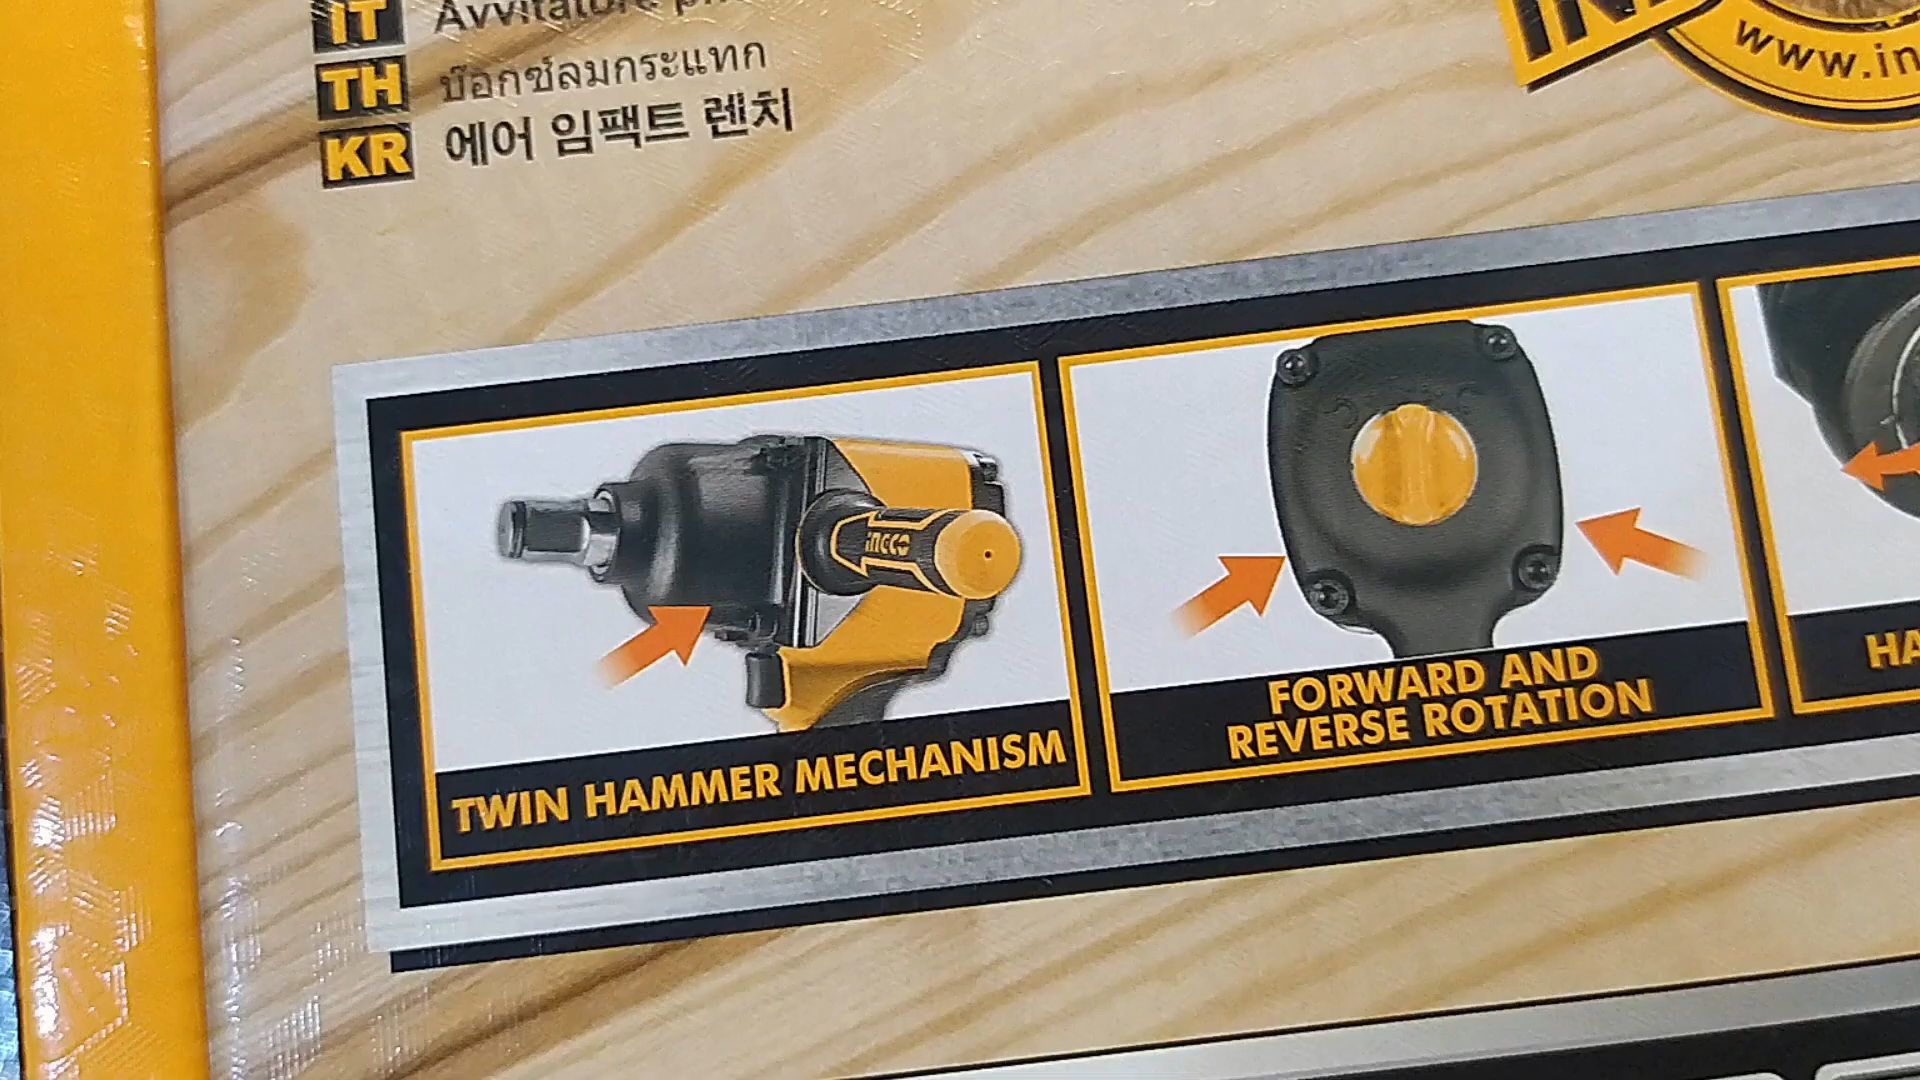 IT Avvitatore
TH บ๊อกซ์ลมกระแทก
KR 에어 임팩트 렌치
www.in
INGCO
TWIN HAMMER MECHANISM
FORWARD AND
REVERSE ROTATION
HA